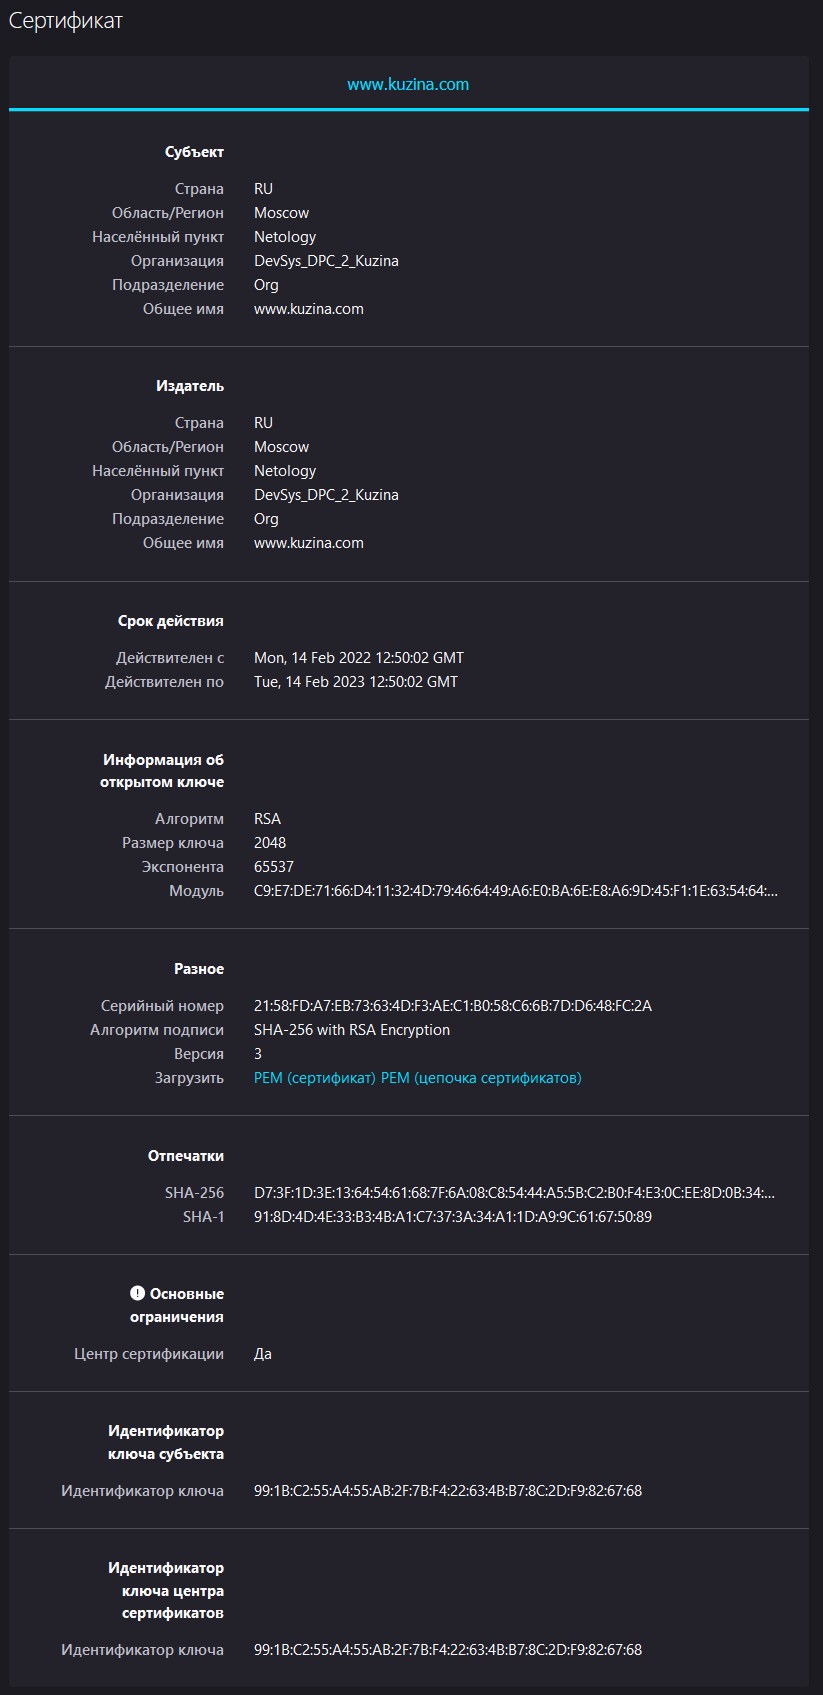 Сертификат
www.kuzina.com
Субъект
Страна RU
Область/Регион Moscow
Населённый пункт Netology
Организация DevSys_DPC_2_Kuzina
Подразделение Org
Общее имя www.kuzina.com
Издатель
Страна RU
Область/Регион Moscow
Населённый пункт Netology
Организация DevSys_DPC_2_Kuzina
Подразделение Org
Общее имя www.kuzina.com
Срок действия
Действителен с Mon, 14 Feb 2022 12:50:02 GMT
Действителен по Tue, 14 Feb 2023 12:50:02 GMT
Информация об
открытом ключе
Алгоритм RSA
Размер ключа 2048
Экспонента 65537
Модуль C9:E7:DE:71:66:D4:11:32:4D:79:46:64:49:A6:E0:BA:6E:E8:A6:9D:45:F1:1E:63:54:64:...
Разное
Серийный номер 21:58:FD:A7:EB:73:63:4D:F3:AE:C1:B0:58:C6:6B:7D:D6:48:FC:2A
Алгоритм подписи SHA-256 with RSA Encryption
Версия 3
Загрузить PEM (сертификат) PEM (цепочка сертификатов)
Отпечатки
SHA-256 D7:3F:1D:3E:13:64:54:61:68:7F:6A:08:C8:54:44:A5:5B:C2:B0:F4:E3:0C:EE:8D:0B:34:...
SHA-1 91:8D:4D:4E:33:B3:4B:A1:C7:37:3A:34:A1:1D:A9:9C:61:67:50:89
Основные
ограничения
Центр сертификации Да
Идентификатор
ключа субъекта
Идентификатор ключа 99:1B:C2:55:A4:55:AB:2F:7B:F4:22:63:4B:B7:8C:2D:F9:82:67:68
Идентификатор
ключа центра
сертификатов
Идентификатор ключа 99:1B:C2:55:A4:55:AB:2F:7B:F4:22:63:4B:B7:8C:2D:F9:82:67:68